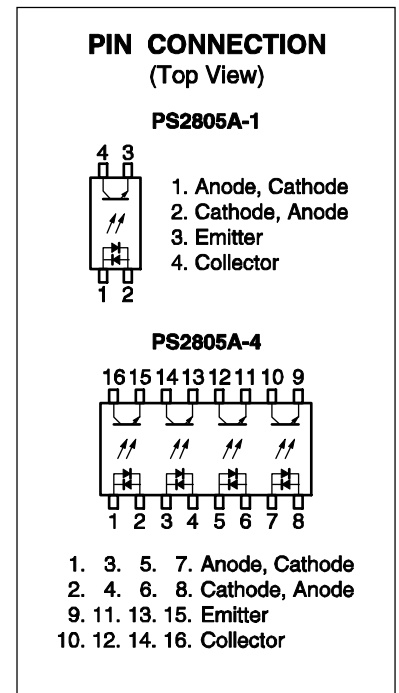 PIN CONNECTION
(Top View)
PS2805A-1
4 3
1. Anode, Cathode
2. Cathode, Anode
3. Emitter
4. Collector
1 2
PS2805A-4
16 15 14 13 12 11 10 9
1 2 3 4 5 6 7 8
1. 3. 5. 7. Anode, Cathode
2. 4. 6. 8. Cathode, Anode
9. 11. 13. 15. Emitter
10. 12. 14. 16. Collector